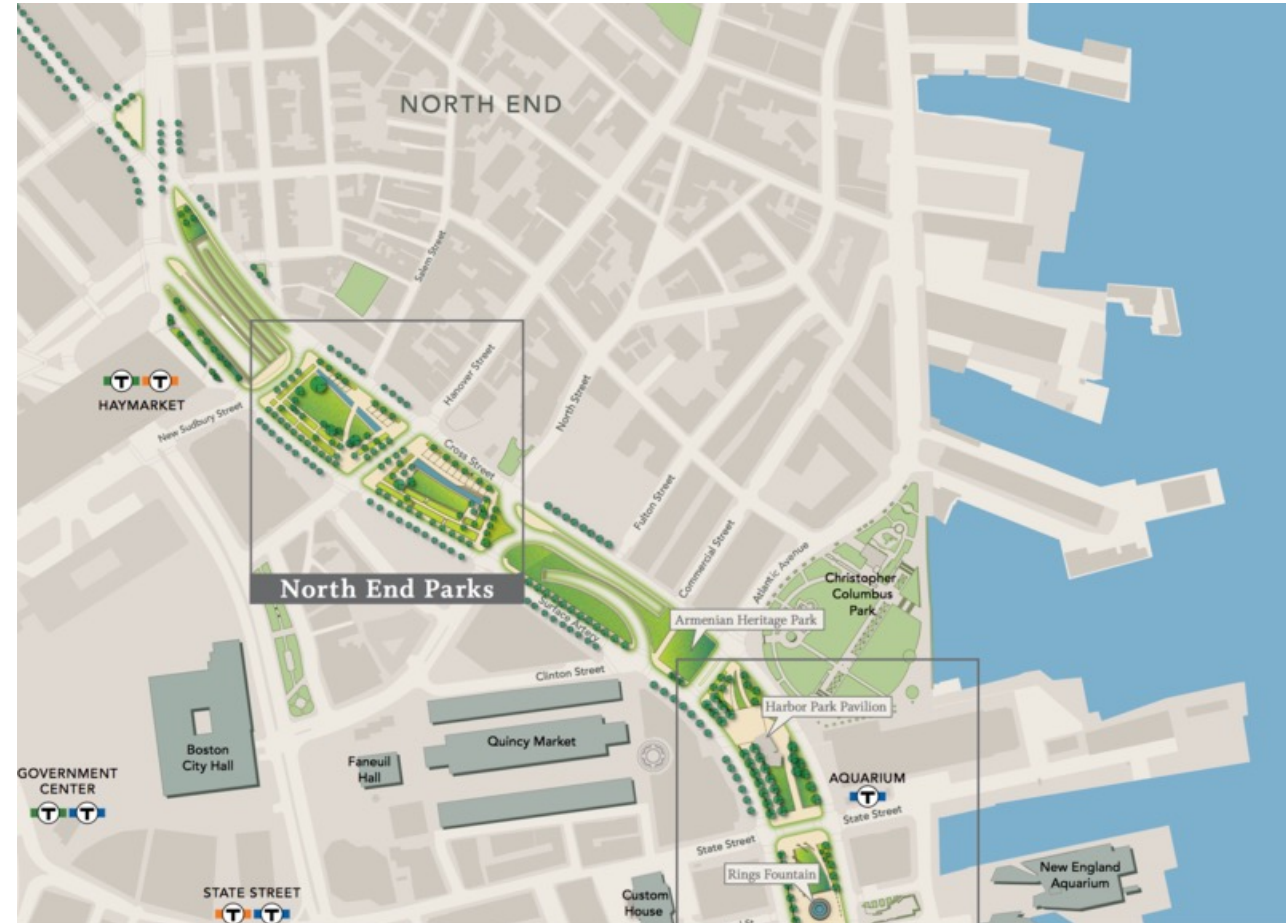 NORTH END
Salem Street
Hanover Street
North Street
T T
HAYMARKET
New Sudbury Street
Cross Street
Fulton Street
Commercial Street
Atlantic Avenue
Christopher
Columbus
Park
North End Parks
Surface Artery
Armenian Heritage Park
Clinton Street
Harbor Park Pavilion
Quincy Market
Boston
City Hall
Faneuil
Hall
GOVERNMENT
CENTER
T T
AQUARIUM
T
State Street
State Street
Rings Fountain
New England
Aquarium
STATE STREET
T T
Custom
House
St.